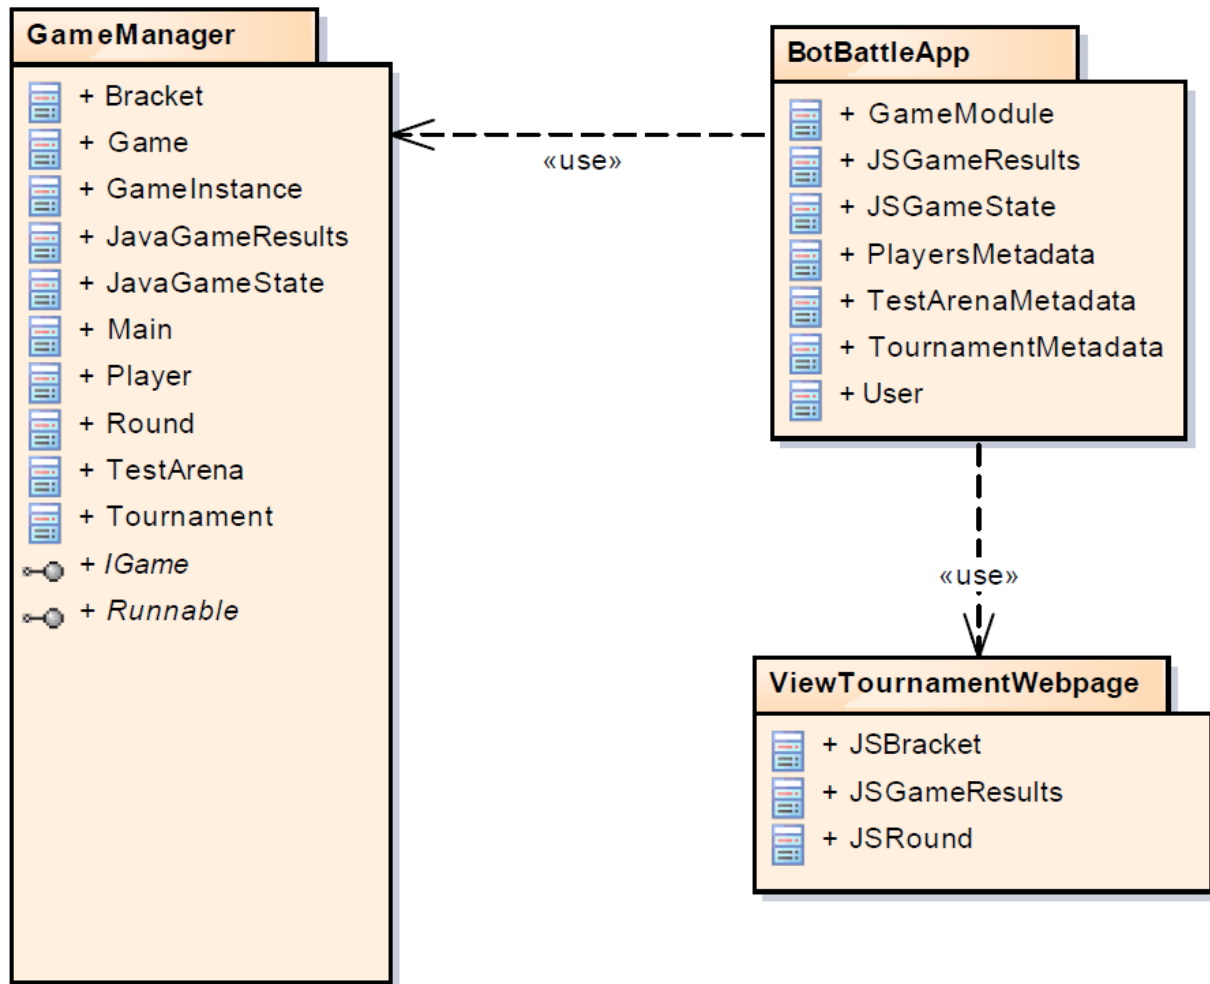 GameManager
+ Bracket
+ Game
+ GameInstance
+ JavaGameResults
+ JavaGameState
+ Main
+ Player
+ Round
+ TestArena
+ Tournament
+ IGame
+ Runnable
«use»
BotBattleApp
+ GameModule
+ JSGameResults
+ JSGameState
+ PlayersMetadata
+ TestArenaMetadata
+ TournamentMetadata
+ User
«use»
ViewTournamentWebpage
+ JSBracket
+ JSGameResults
+ JSRound